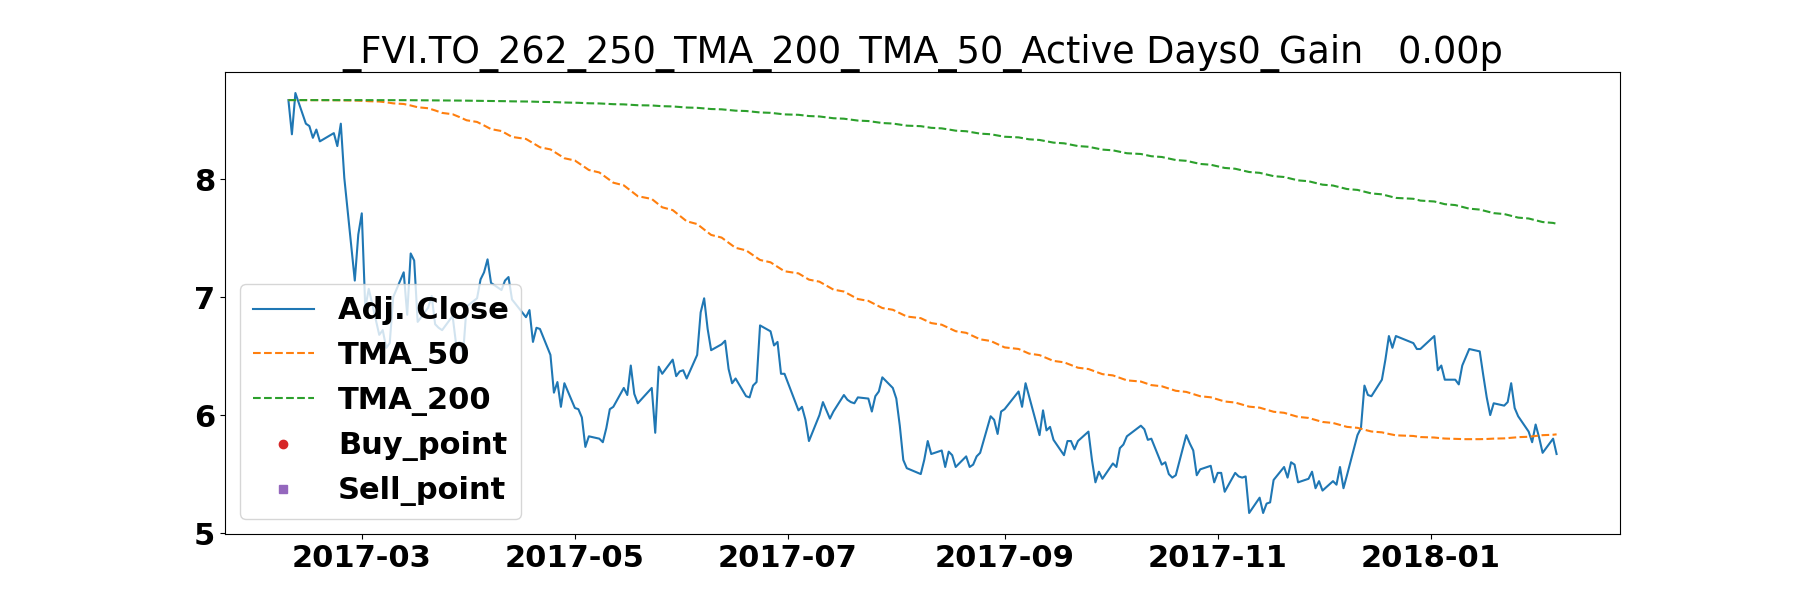 _FVI.TO_262_250_TMA_200_TMA_50_Active Days0_Gain   0.00p
8
7
6
5
Adj. Close
TMA_50
TMA_200
Buy_point
Sell_point
2017-03 2017-05 2017-07 2017-09 2017-11 2018-01